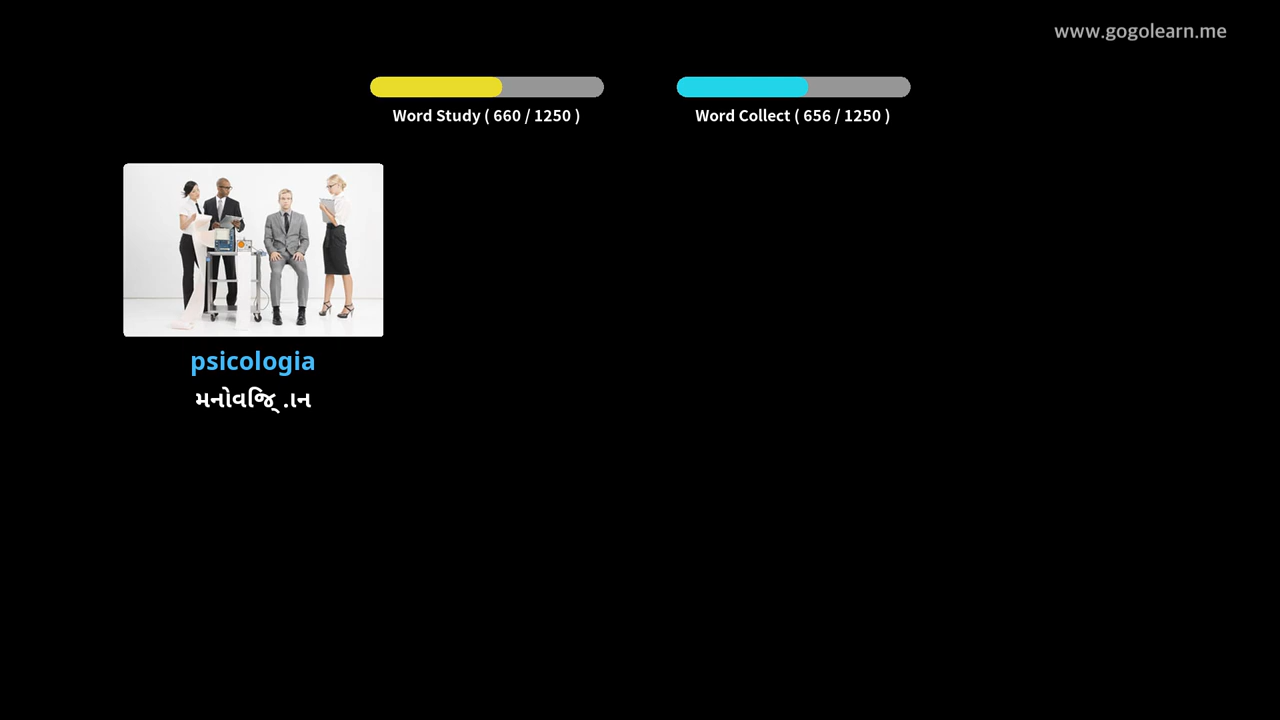 www.gogolearn.me
Word Study ( 660 / 1250 )
Word Collect ( 656 / 1250 )
psicologia
મનોવજ્િ .ાન